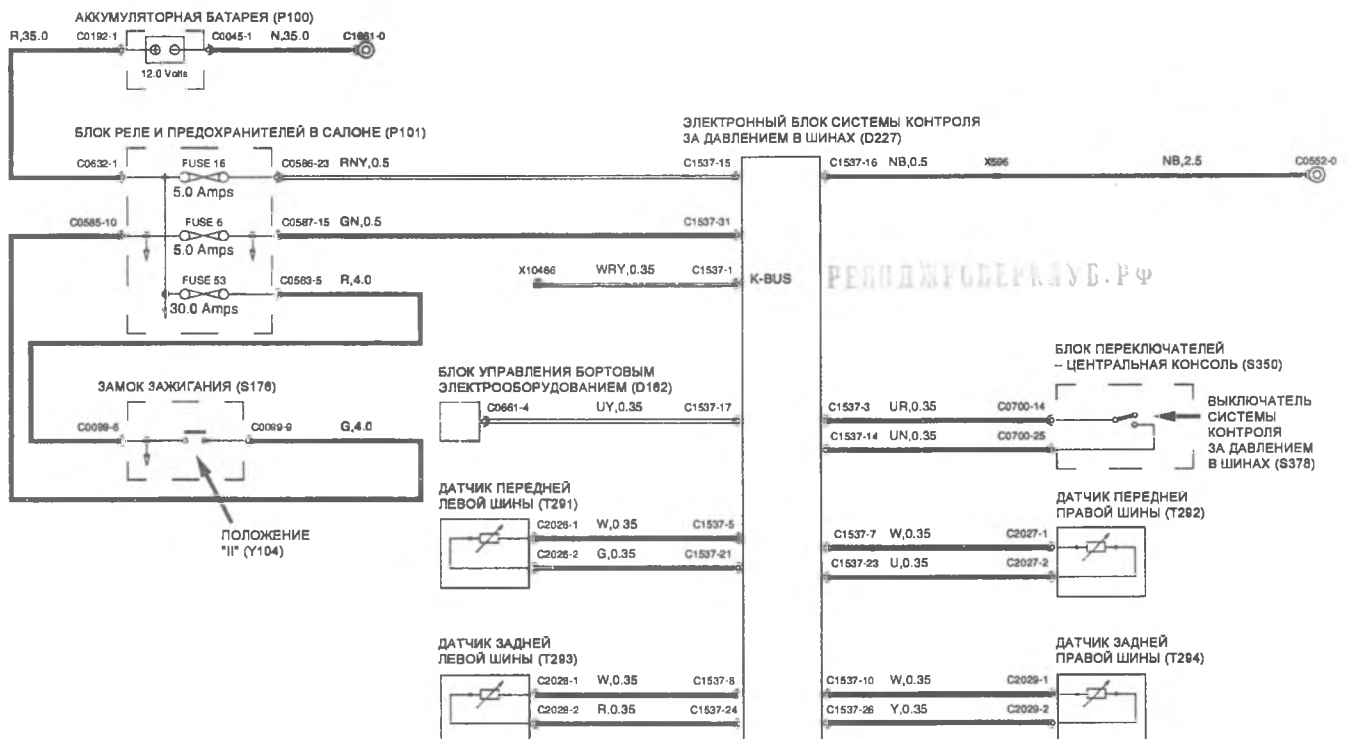 АККУМУЛЯТОРНАЯ БАТАРЕЯ (P100)
R,35.0 C0192-1 C0045-1 N,35.0 C1661-0
12.0 Volts
БЛОК РЕЛЕ И ПРЕДОХРАНИТЕЛЕЙ В САЛОНЕ (P101)
C0632-1 FUSE 16 C0586-23 RNY,0.5
5.0 Amps
C0585-10 FUSE 6 C0587-15 GN,0.5
5.0 Amps
FUSE 53 C0583-5 R,4.0
30.0 Amps
ЗАМОК ЗАЖИГАНИЯ (S176)
C0099-6 C0099-9 G,4.0
ПОЛОЖЕНИЕ
"II" (Y104)
ЭЛЕКТРОННЫЙ БЛОК СИСТЕМЫ КОНТРОЛЯ
ЗА ДАВЛЕНИЕМ В ШИНАХ (D227)
C1537-15 C1537-16 NB,0.5 X596 NB,2.5 C0552-0
C1537-31
X10466 WRY,0.35 C1537-1 K-BUS
БЛОК УПРАВЛЕНИЯ БОРТОВЫМ
ЭЛЕКТРООБОРУДОВАНИЕМ (D162)
C0661-4 UY,0.35 C1537-17
БЛОК ПЕРЕКЛЮЧАТЕЛЕЙ
– ЦЕНТРАЛЬНАЯ КОНСОЛЬ (S350)
C1537-3 UR,0.35 C0700-14
C1537-14 UN,0.35 C0700-25
ВЫКЛЮЧАТЕЛЬ
СИСТЕМЫ
КОНТРОЛЯ
ЗА ДАВЛЕНИЕМ
В ШИНАХ (S378)
ДАТЧИК ПЕРЕДНЕЙ
ЛЕВОЙ ШИНЫ (T291)
C2026-1 W,0.35 C1537-5
C2026-2 G,0.35 C1537-21
ДАТЧИК ПЕРЕДНЕЙ
ПРАВОЙ ШИНЫ (T292)
C1537-7 W,0.35 C2027-1
C1537-23 U,0.35 C2027-2
ДАТЧИК ЗАДНЕЙ
ЛЕВОЙ ШИНЫ (T293)
C2028-1 W,0.35 C1537-8
C2028-2 R,0.35 C1537-24
ДАТЧИК ЗАДНЕЙ
ПРАВОЙ ШИНЫ (T294)
C1537-10 W,0.35 C2029-1
C1537-26 Y,0.35 C2029-2